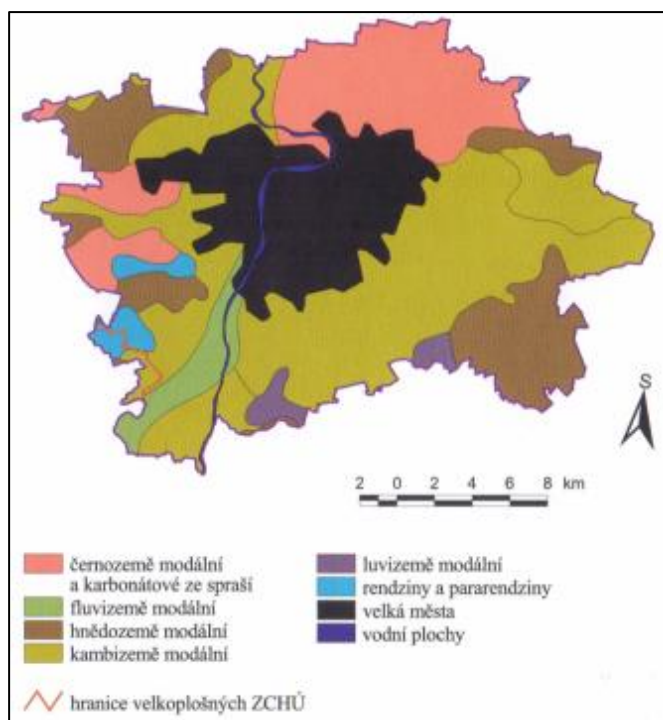 S
2 0 2 4 6 8 km
černozemě modální
a karbonátové ze spraší
fluvizemě modální
hnědozemě modální
kambizemě modální
hranice velkoplošných ZCHÚ
luvizemě modální
rendziny a pararendziny
velká města
vodní plochy